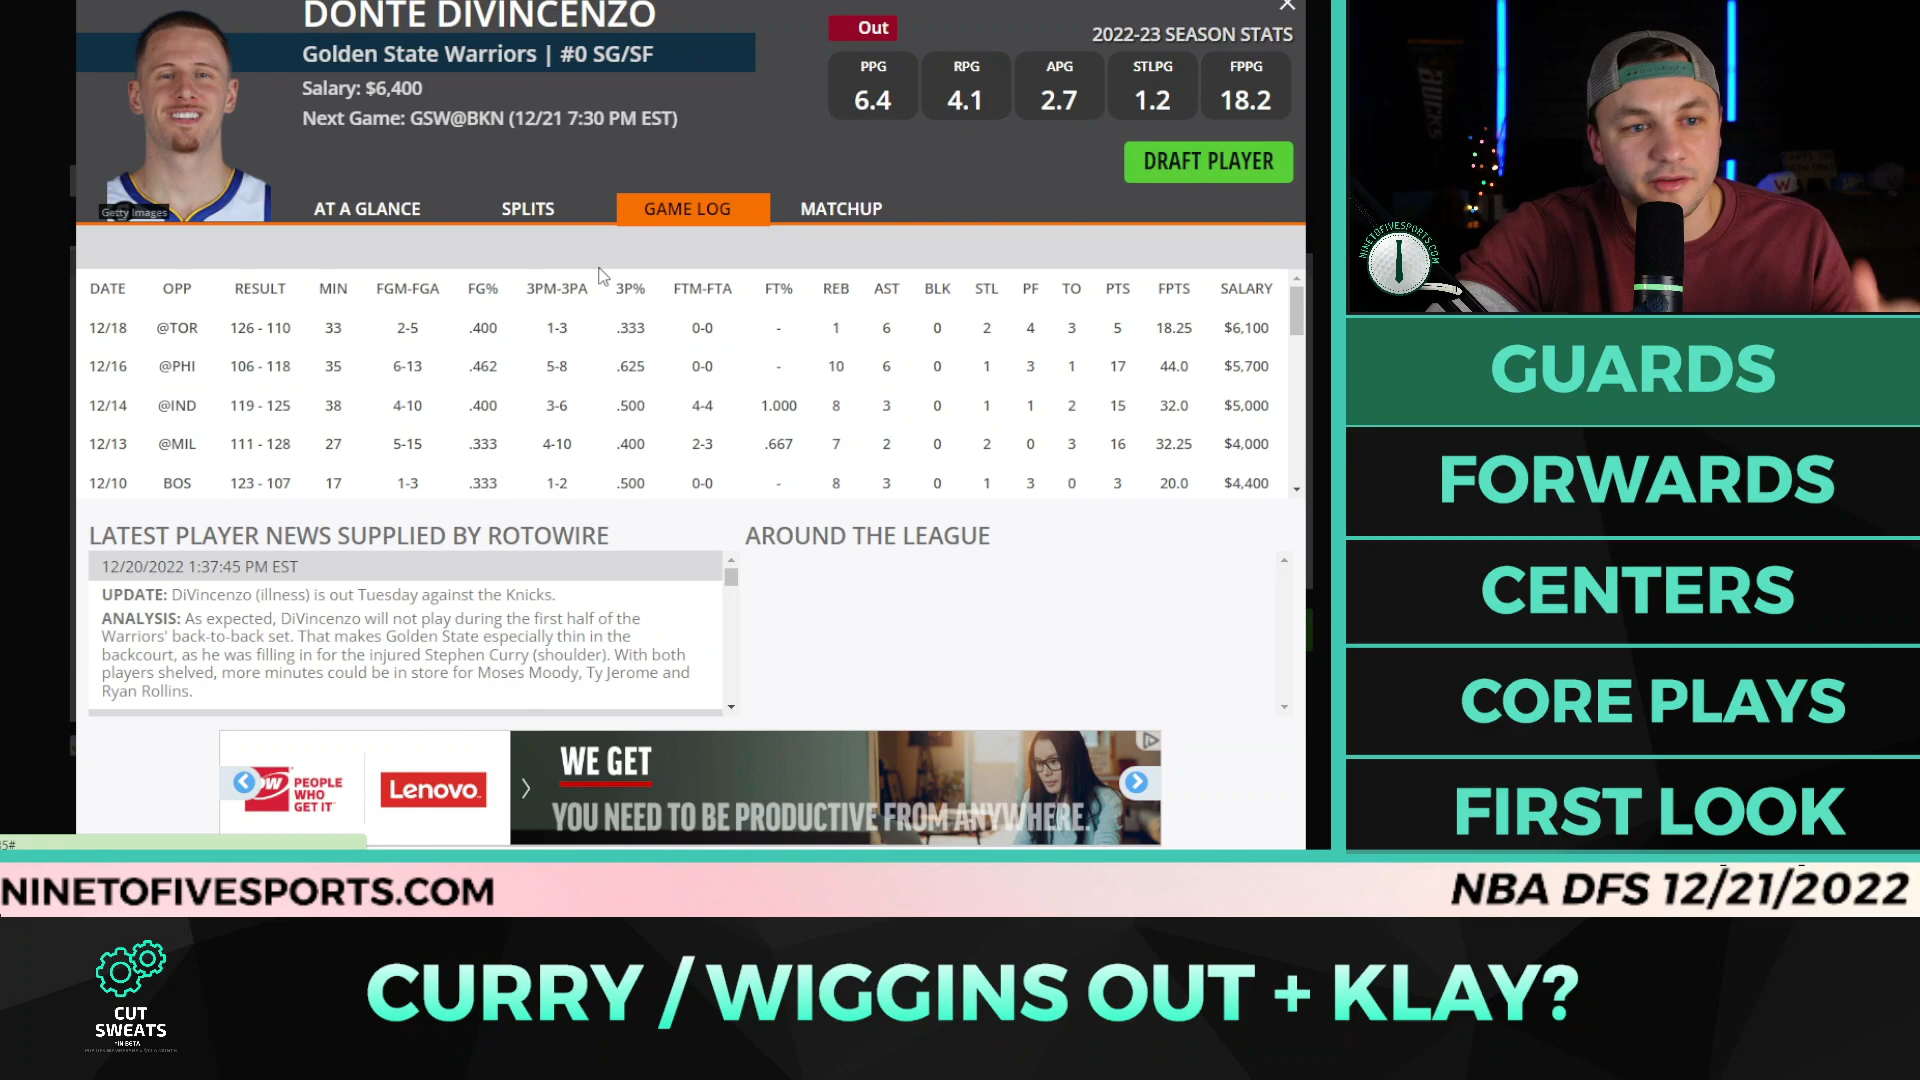 DONTE DIVINCENZO
Golden State Warriors | #0 SG/SF
Salary: $6,400
Next Game: GSW@BKN (12/21 7:30 PM EST)
Getty Images
Out
2022-23 SEASON STATS
PPG RPG APG STLPG FPPG
6.4 4.1 2.7 1.2 18.2
DRAFT PLAYER
AT A GLANCE SPLITS GAME LOG MATCHUP
DATE OPP RESULT MIN FGM-FGA FG% 3PM-3PA 3P% FTM-FTA FT% REB AST BLK STL PF TO PTS FPTS SALARY
12/18 @TOR 126 - 110 33 2-5 .400 1-3 .333 0-0 - 1 6 0 2 4 3 5 18.25 $6,100
12/16 @PHI 106 - 118 35 6-13 .462 5-8 .625 0-0 - 10 6 0 1 3 1 17 44.0 $5,700
12/14 @IND 119 - 125 38 4-10 .400 3-6 .500 4-4 1.000 8 3 0 1 1 2 15 32.0 $5,000
12/13 @MIL 111 - 128 27 5-15 .333 4-10 .400 2-3 .667 7 2 0 2 0 3 16 32.25 $4,000
12/10 BOS 123 - 107 17 1-3 .333 1-2 .500 0-0 - 8 3 0 1 3 0 3 20.0 $4,400
LATEST PLAYER NEWS SUPPLIED BY ROTOWIRE
AROUND THE LEAGUE
12/20/2022 1:37:45 PM EST
UPDATE: DiVincenzo (illness) is out Tuesday against the Knicks.
ANALYSIS: As expected, DiVincenzo will not play during the first half of the
Warriors' back-to-back set. That makes Golden State especially thin in the
backcourt, as he was filling in for the injured Stephen Curry (shoulder). With both
players shelved, more minutes could be in store for Moses Moody, Ty Jerome and
Ryan Rollins.
PEOPLE
WHO
GET IT
Lenovo
WE GET
YOU NEED TO BE PRODUCTIVE FROM ANYWHERE.
5#
NINETOFIVESPORTS.COM
GUARDS
FORWARDS
CENTERS
CORE PLAYS
FIRST LOOK
NINETOFIVESPORTS.COM
NBA DFS 12/21/2022
CUT
SWEATS
*IN BETA
CURRY / WIGGINS OUT + KLAY?